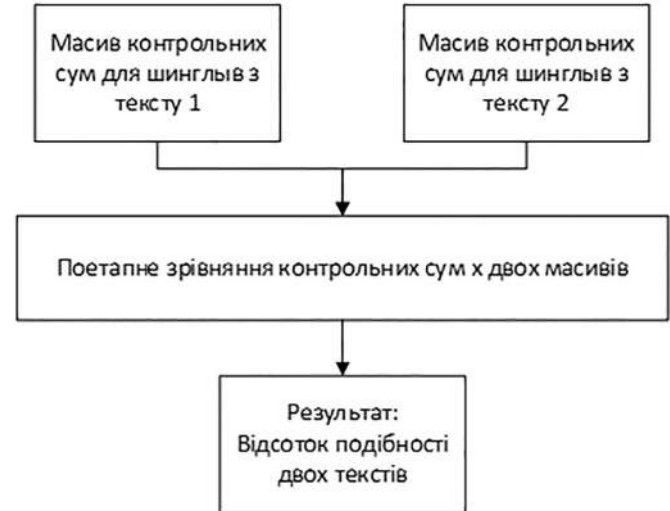 Масив контрольних
сум для шинглыв з
тексту 1
Масив контрольних
сум для шинглыв з
тексту 2
Поетапне зрівняння контрольних сум х двох масивів
Результат:
Відсоток подібності
двох текстів